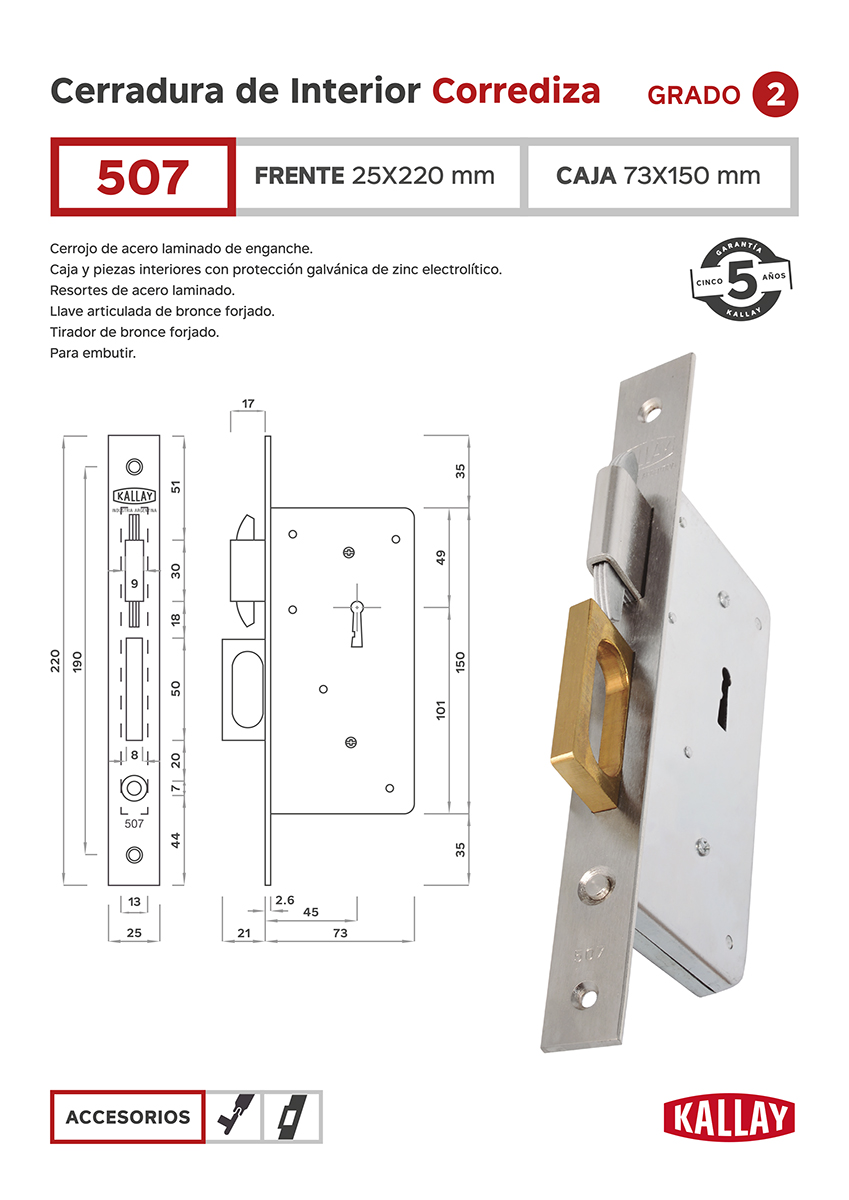 Cerradura de Interior Corrediza GRADO 2
507 FRENTE 25X220 mm CAJA 73X150 mm
Cerrojo de acero laminado de enganche.
Caja y piezas interiores con protección galvánica de zinc electrolítico.
Resortes de acero laminado.
Llave articulada de bronce forjado.
Tirador de bronce forjado.
Para embutir.
GARANTÍA
CINCO 5 AÑOS
KALLAY
17
220
190
KALLAY
INDUSTRIA ARGENTINA
9
8
507
51
30
18
50
20
7
44
13
25
35
49
150
101
35
2.6
45
21
73
507
ACCESORIOS
KALLAY